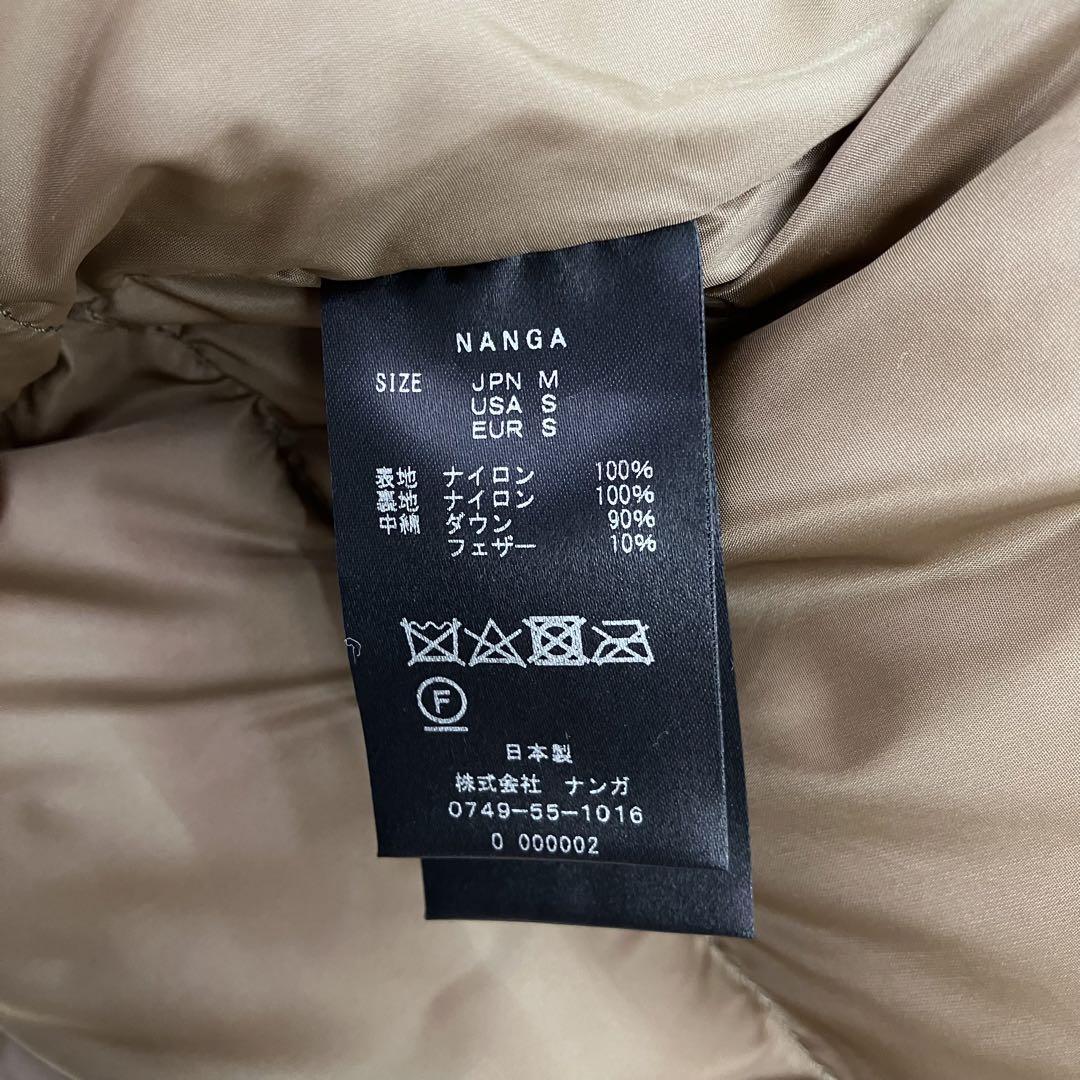 NANGA
SIZE JPN M
USA S
EUR S
表地 ナイロン 100%
裏地 ナイロン 100%
中綿 ダウン 90%
フェザー 10%
F
日本製
株式会社 ナンガ
0749-55-1016
0 000002